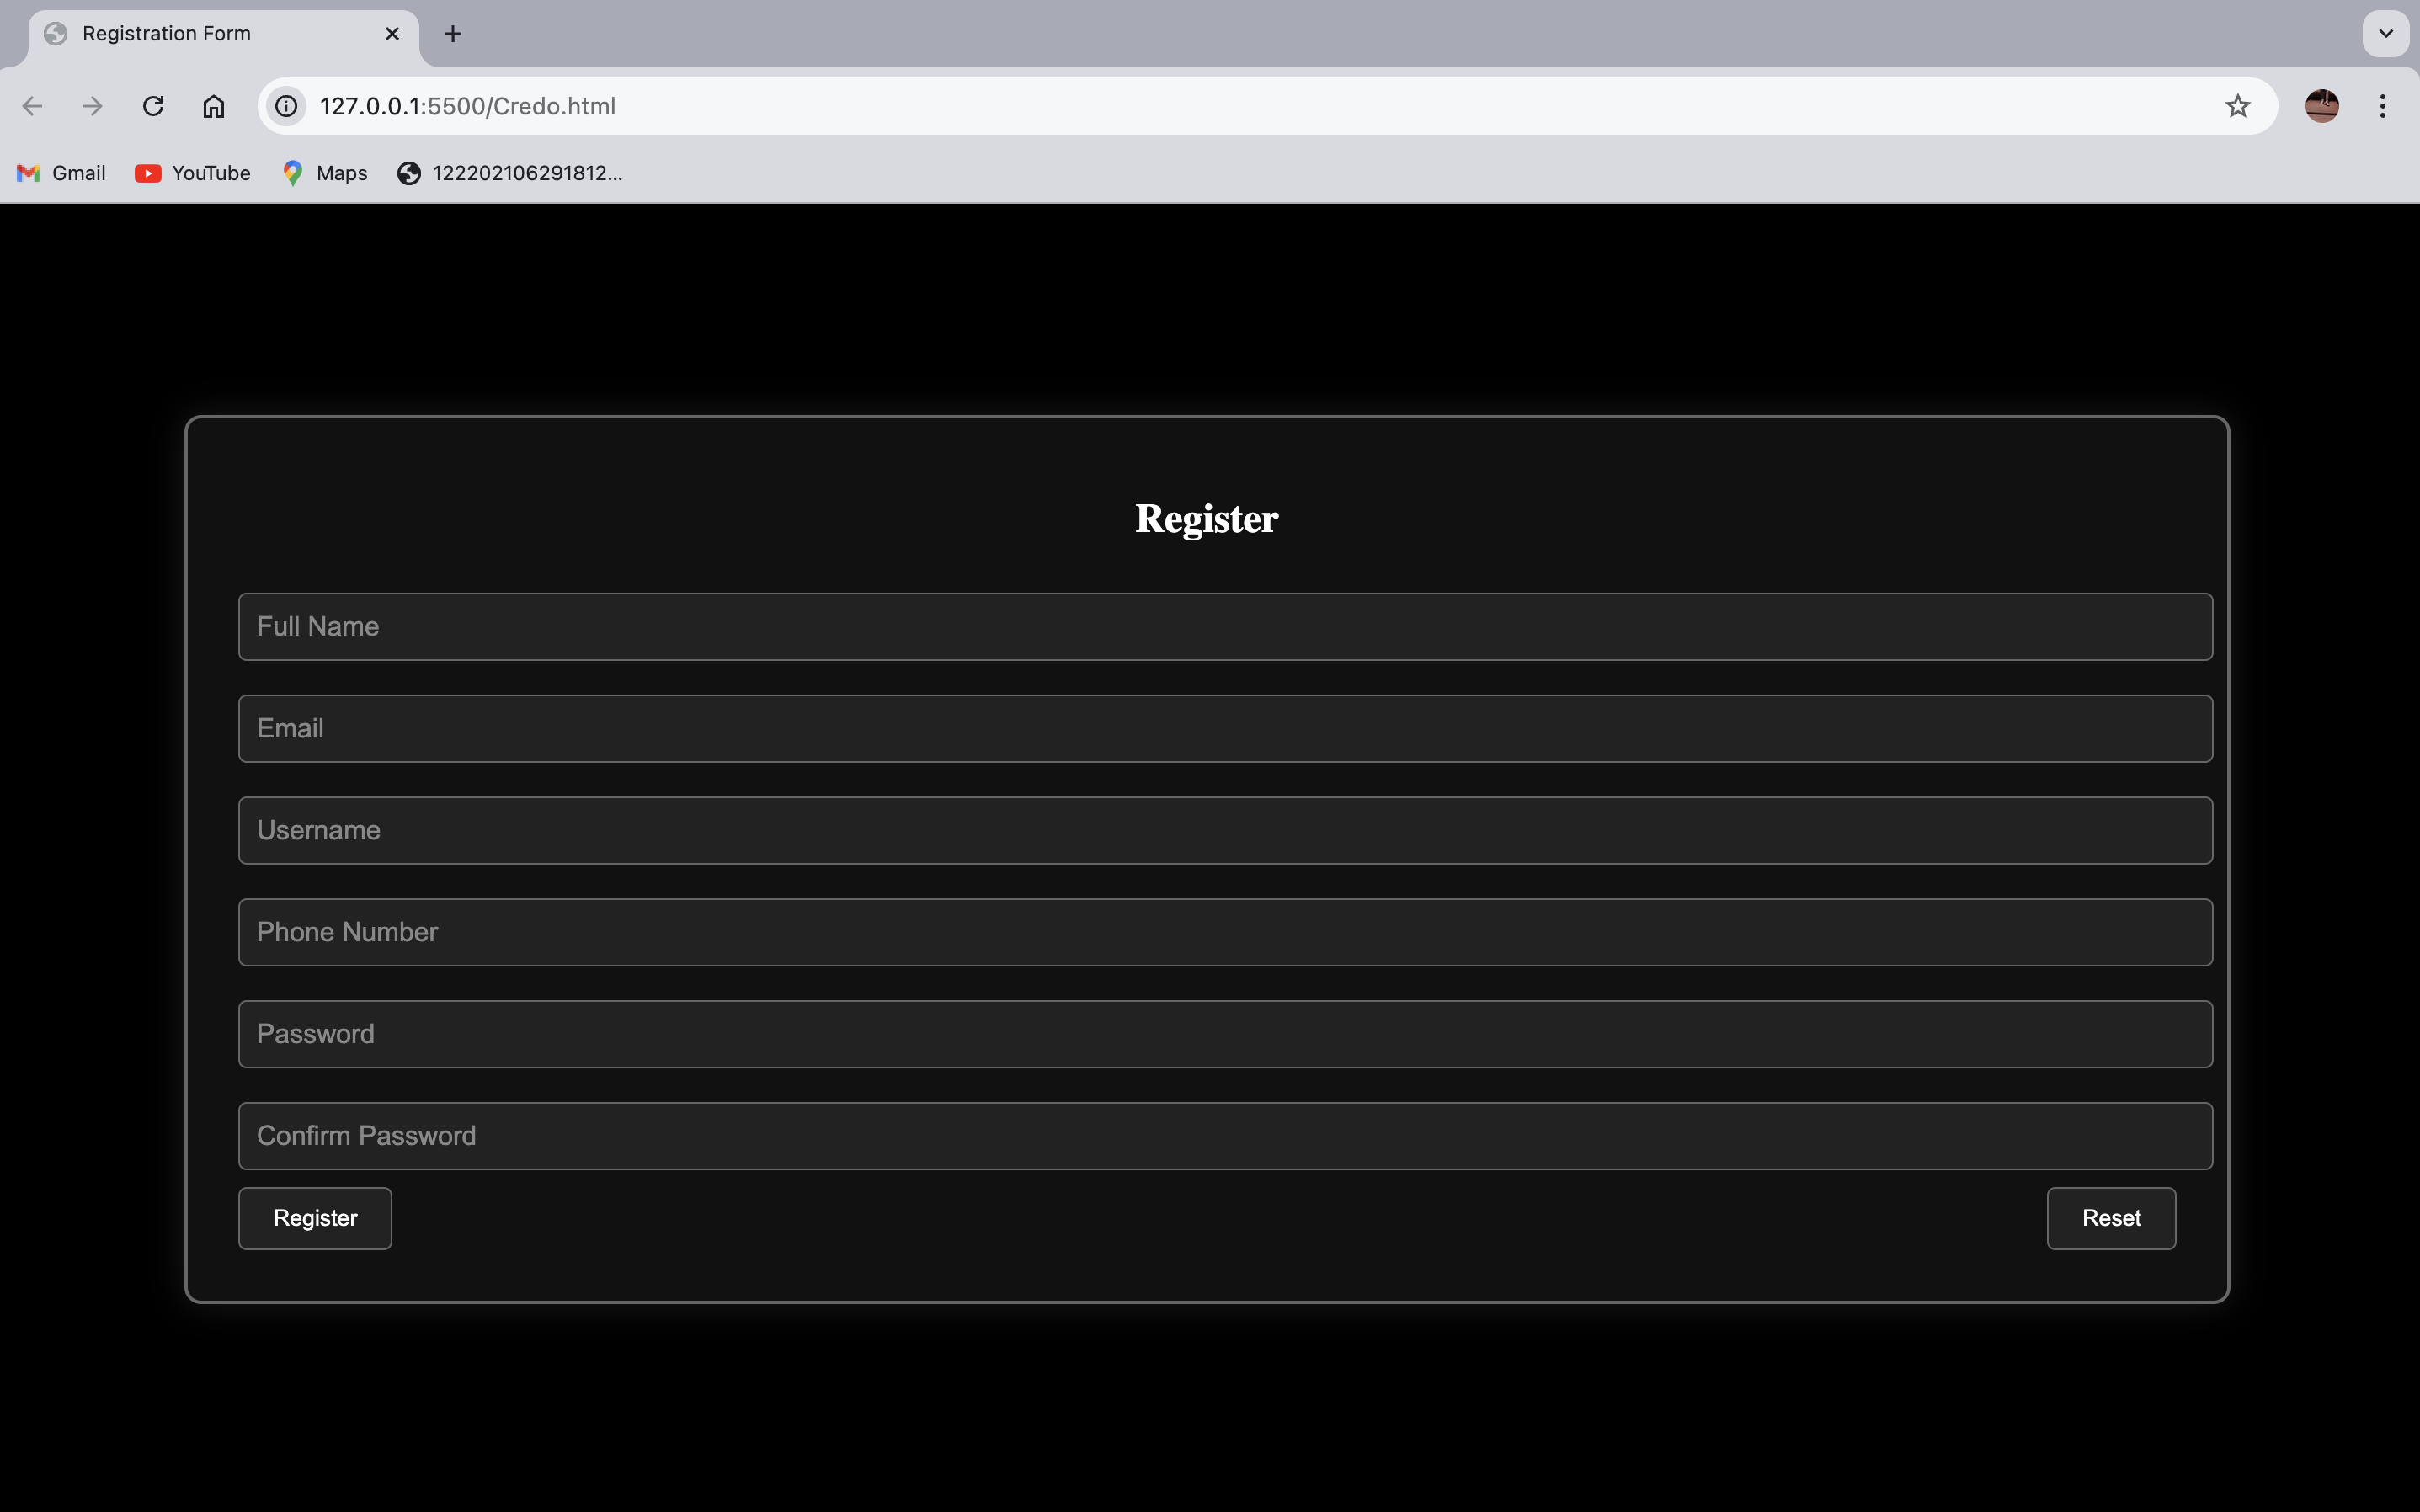 Registration Form
127.0.0.1:5500/Credo.html
Gmail YouTube Maps 122202106291812...
Register
Full Name
Email
Username
Phone Number
Password
Confirm Password
Register Reset